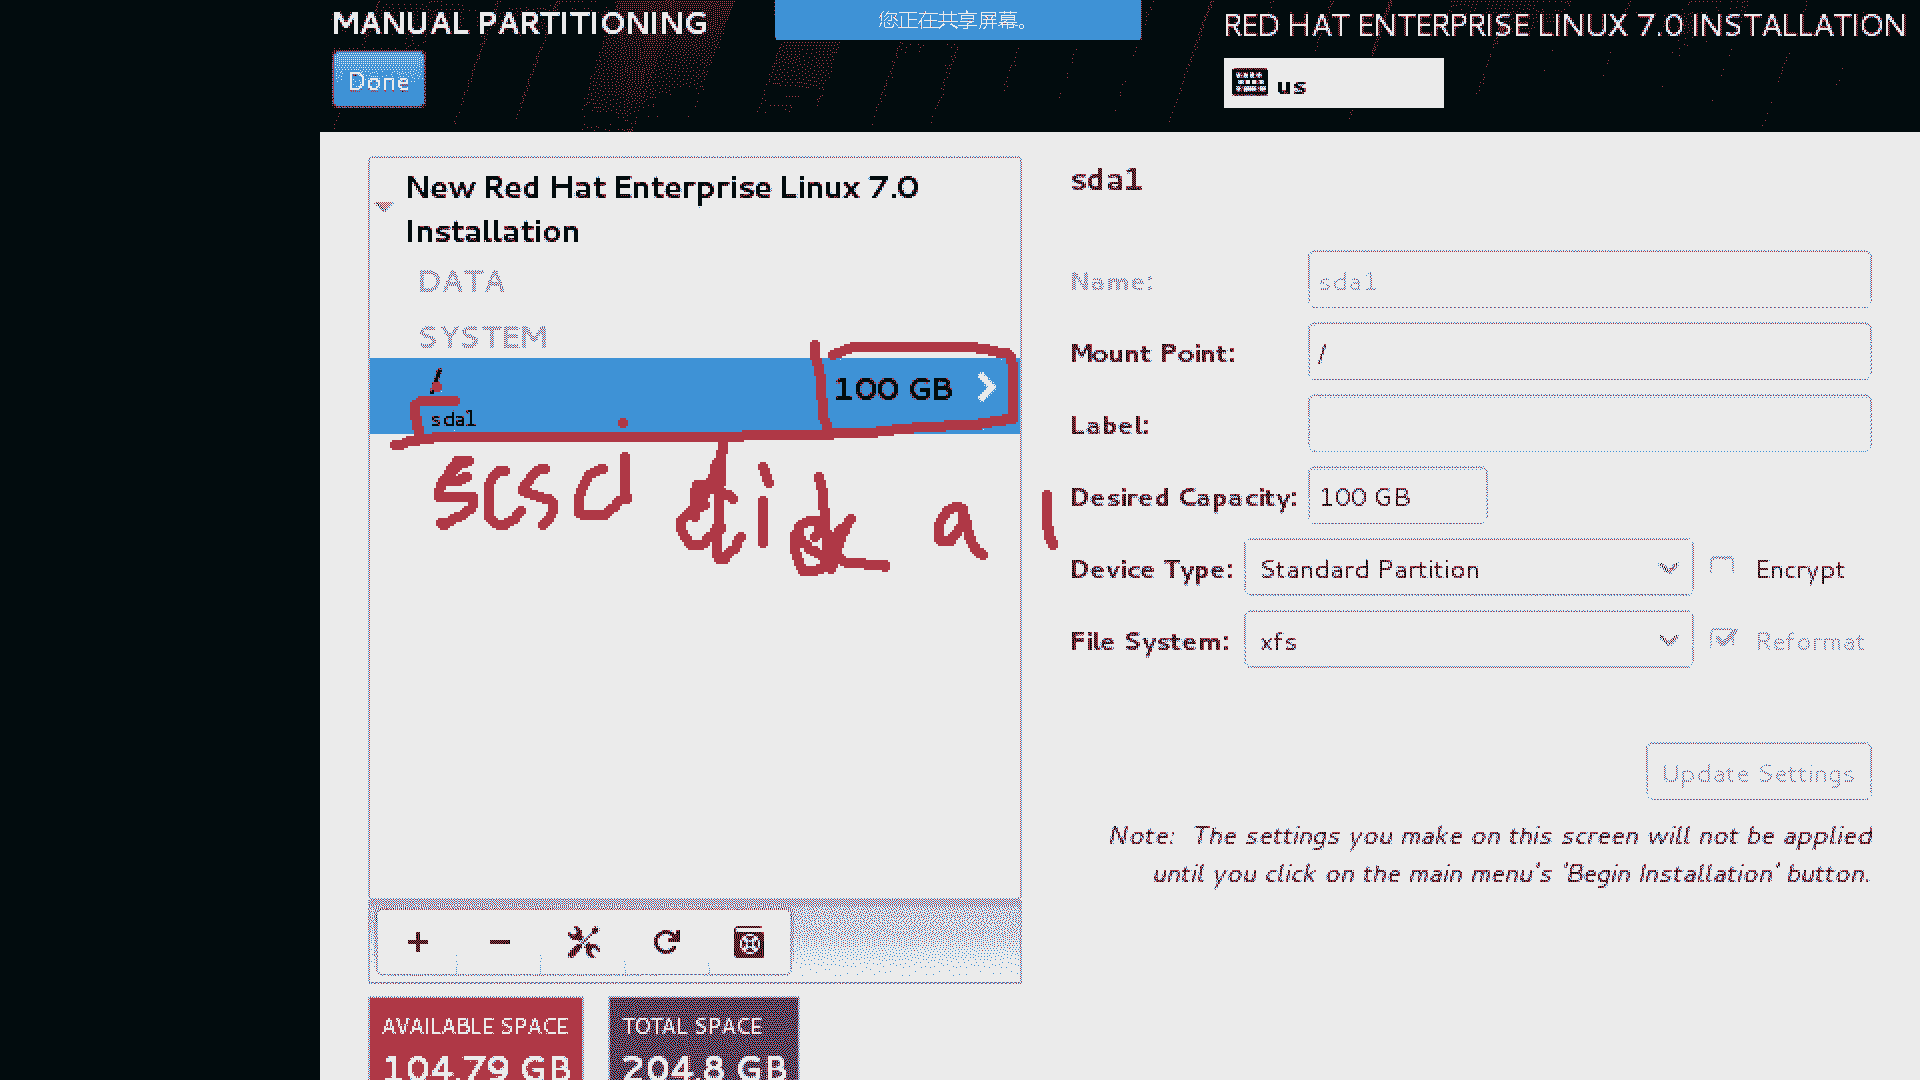 MANUAL PARTITIONING
您正在共享屏幕。
RED HAT ENTERPRISE LINUX 7.0 INSTALLATION
Done
us
New Red Hat Enterprise Linux 7.0
Installation
DATA
SYSTEM
/
100 GB
sda1
scsd disk a 1
sda1
Name: sda1
Mount Point: /
Label:
Desired Capacity: 100 GB
Device Type: Standard Partition Encrypt
File System: xfs Reformat
Update Settings
Note: The settings you make on this screen will not be applied
until you click on the main menu's 'Begin Installation' button.
+ −
AVAILABLE SPACE
104.79 GB
TOTAL SPACE
204.8 GB